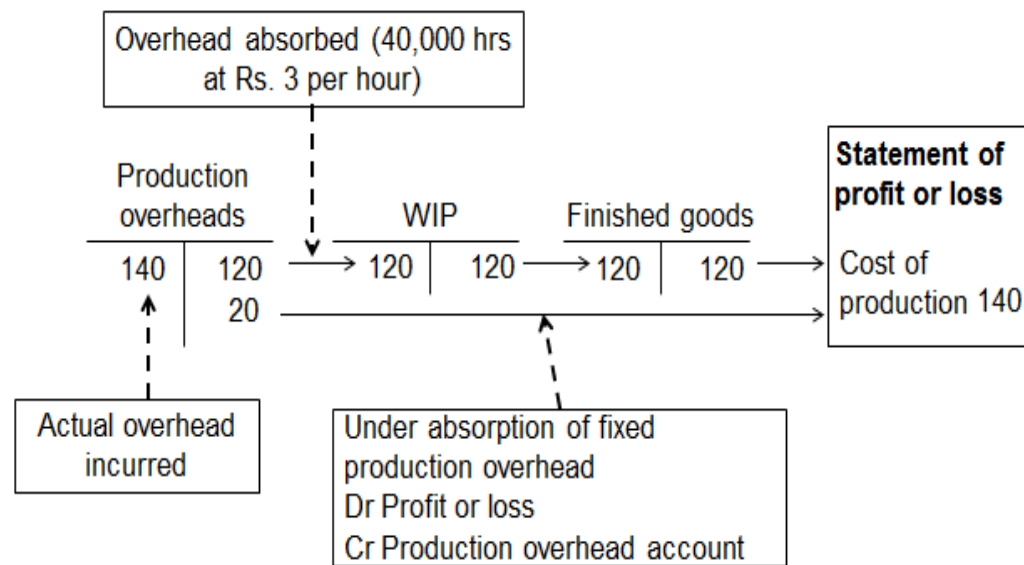 Overhead absorbed (40,000 hrs
at Rs. 3 per hour)
Statement of
profit or loss
Production
overheads
WIP
Finished goods
140
120
120
120
120
120
20
Cost of
production 140
Actual overhead
incurred
Under absorption of fixed
production overhead
Dr Profit or loss
Cr Production overhead account